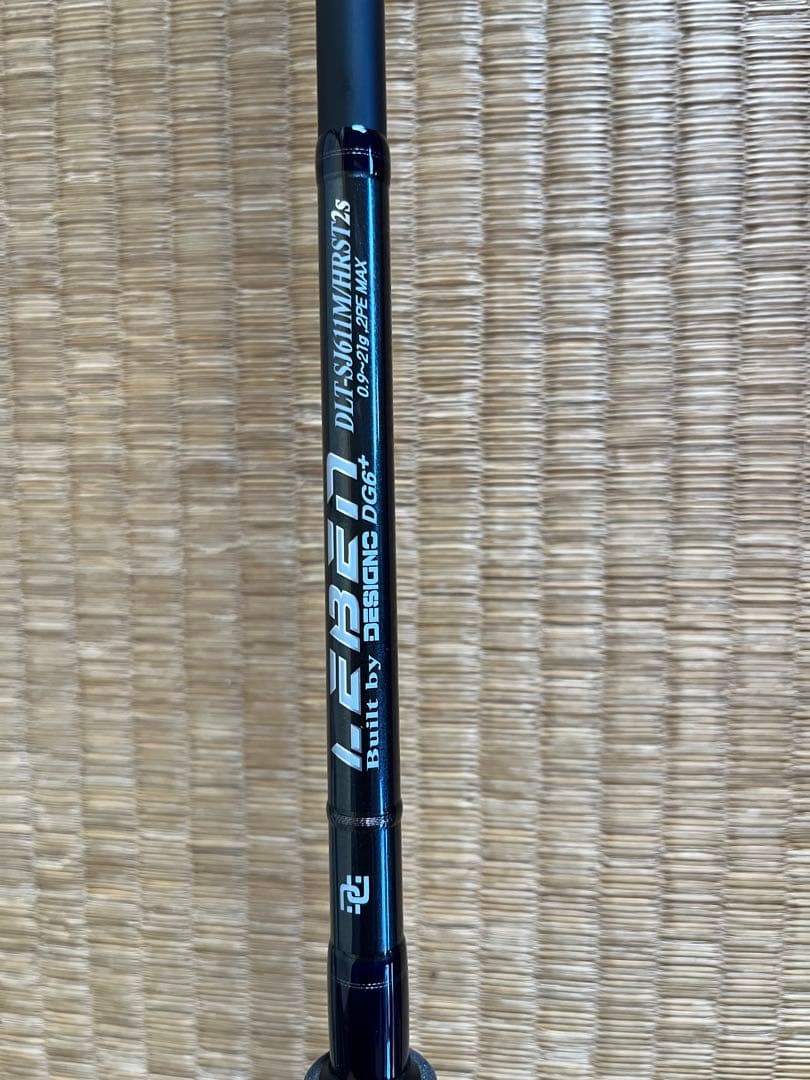 DLT-SJ611M/HRST2s
0.9~21g ,2PE MAX
LEBEN
Built by DESIGNO DG6+